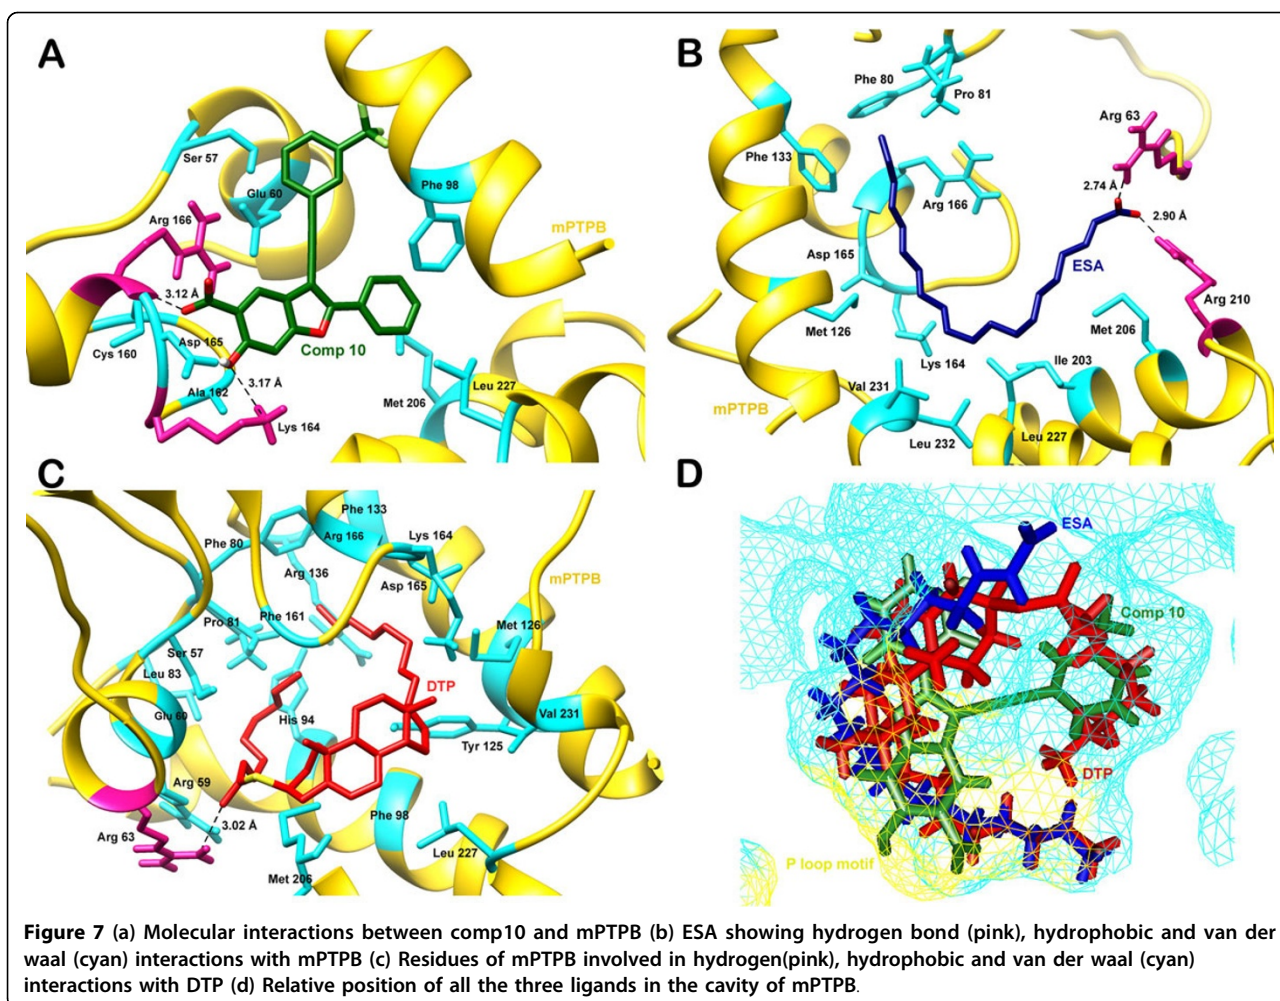 A
Ser 57
Glu 60
Phe 98
Arg 166
mPTPB
3.12 Å
Cys 160
Asp 165
Comp 10
Ala 162
3.17 Å
Leu 227
Met 206
Lys 164
B
Phe 80
Pro 81
Arg 63
Phe 133
2.74 Å
Arg 166
2.90 Å
Asp 165
ESA
Arg 210
Met 126
Met 206
Lys 164
Ile 203
Val 231
mPTPB
Leu 232
Leu 227
C
Phe 133
Phe 80
Arg 166
Lys 164
Arg 136
Asp 165
mPTPB
Pro 81
Phe 161
Met 126
Ser 57
Leu 83
DTP
Glu 60
His 94
Val 231
Tyr 125
Arg 59
Phe 98
3.02 Å
Arg 63
Leu 227
Met 206
D
ESA
Comp 10
DTP
P loop motif
Figure 7 (a) Molecular interactions between comp10 and mPTPB (b) ESA showing hydrogen bond (pink), hydrophobic and van der
waal (cyan) interactions with mPTPB (c) Residues of mPTPB involved in hydrogen(pink), hydrophobic and van der waal (cyan)
interactions with DTP (d) Relative position of all the three ligands in the cavity of mPTPB.